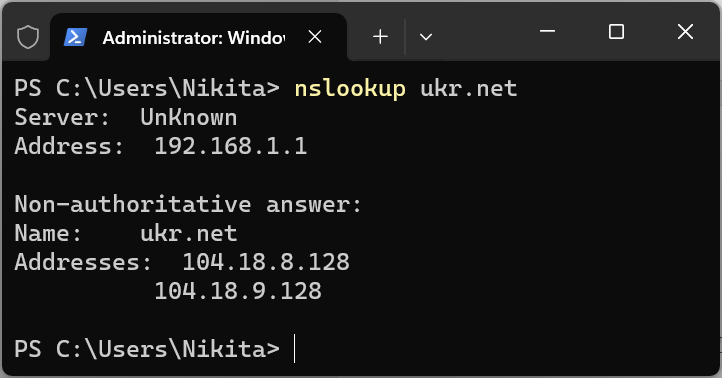 Administrator: Windo
PS C:\Users\Nikita> nslookup ukr.net
Server:  UnKnown
Address:  192.168.1.1
Non-authoritative answer:
Name:    ukr.net
Addresses:  104.18.8.128
          104.18.9.128
PS C:\Users\Nikita>